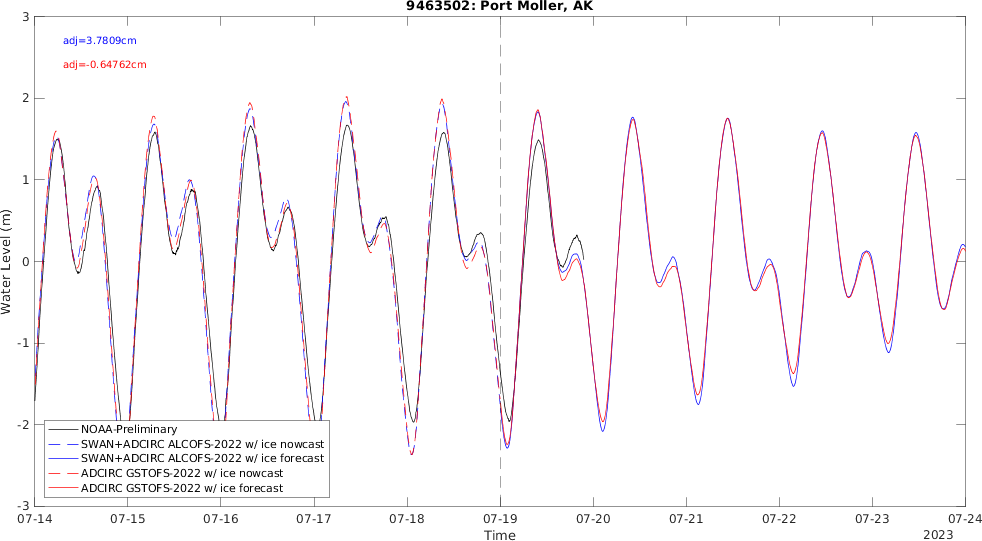 9463502: Port Moller, AK
adj=3.7809cm
adj=-0.64762cm
3
2
1
0
-1
-2
-3
Water Level (m)
NOAA-Preliminary
SWAN+ADCIRC ALCOFS-2022 w/ ice nowcast
SWAN+ADCIRC ALCOFS-2022 w/ ice forecast
ADCIRC GSTOFS-2022 w/ ice nowcast
ADCIRC GSTOFS-2022 w/ ice forecast
07-14 07-15 07-16 07-17 07-18 07-19 07-20 07-21 07-22 07-23 07-24
Time
2023